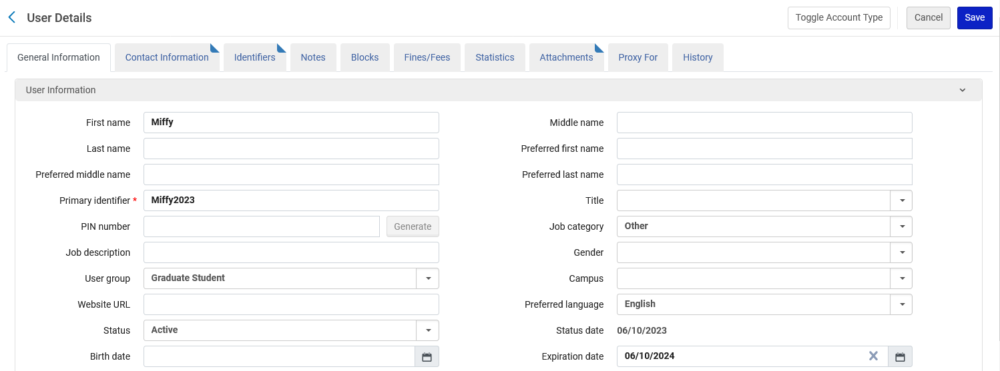 User Details
Toggle Account Type
Cancel
Save
General Information
Contact Information
Identifiers
Notes
Blocks
Fines/Fees
Statistics
Attachments
Proxy For
History
User Information
First name Miffy
Middle name
Last name
Preferred first name
Preferred middle name
Preferred last name
Primary identifier * Miffy2023
Title
PIN number Generate
Job category Other
Job description
Gender
User group Graduate Student
Campus
Website URL
Preferred language English
Status Active
Status date 06/10/2023
Birth date
Expiration date 06/10/2024